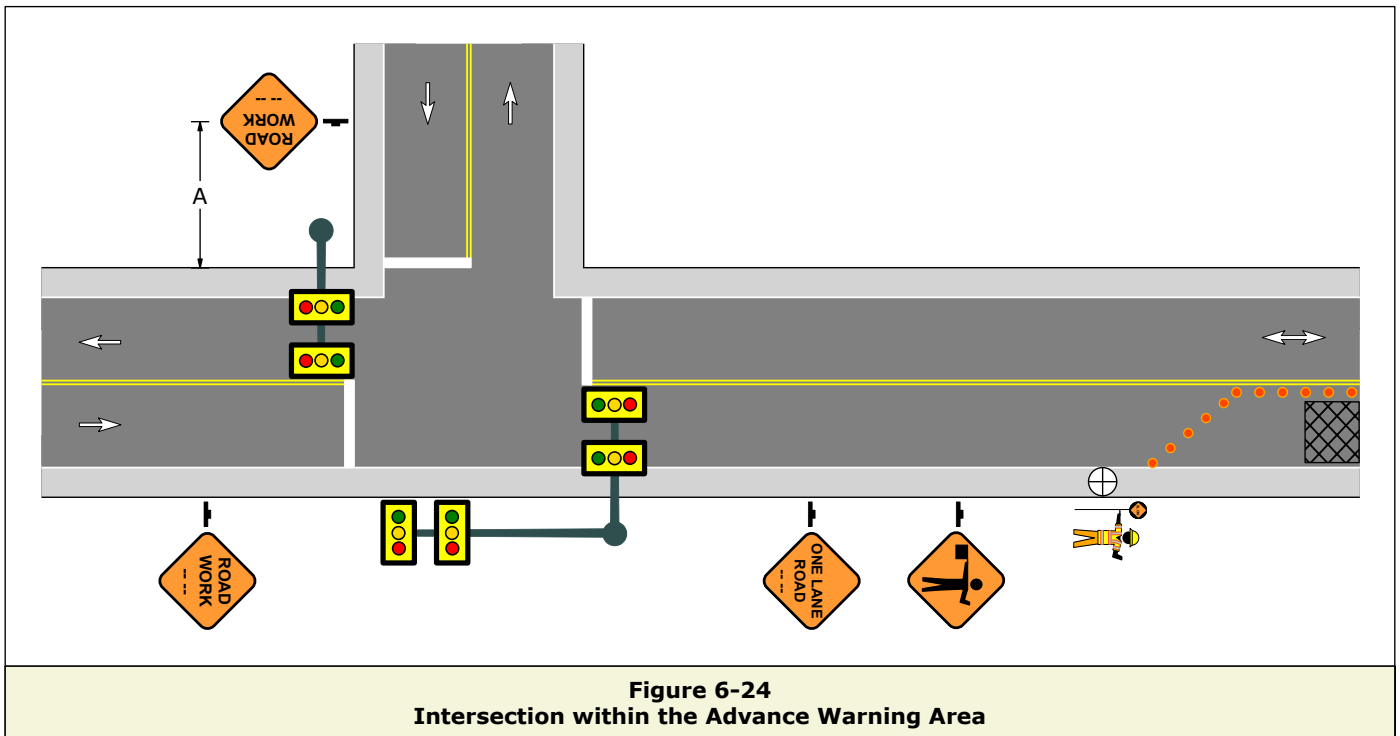 ROAD
WORK
-- --
A
ROAD
WORK
-- --
ONE LANE
ROAD
-- --
Figure 6-24
Intersection within the Advance Warning Area